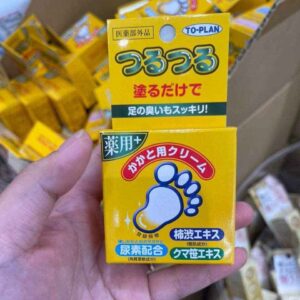 医薬部外品
TO-PLAN
つるつる
塗るだけで
足の臭いもスッキリ!
薬用+
かかと用クリーム
尿素配合
柿渋エキス
クマ笹エキス